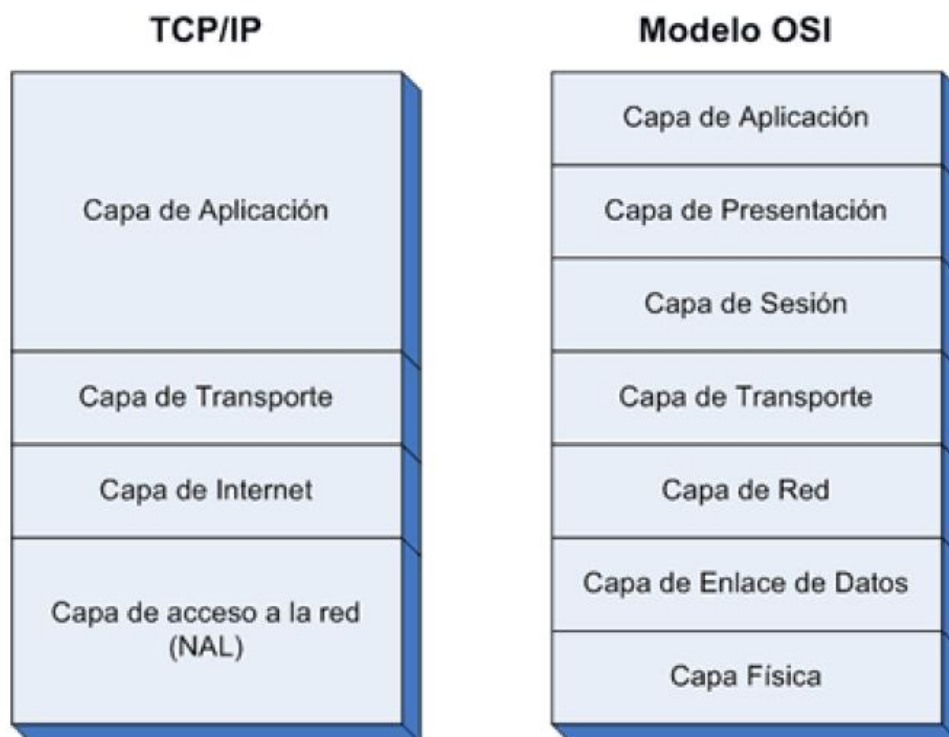 TCP/IP
Capa de Aplicación
Capa de Transporte
Capa de Internet
Capa de acceso a la red
(NAL)
Modelo OSI
Capa de Aplicación
Capa de Presentación
Capa de Sesión
Capa de Transporte
Capa de Red
Capa de Enlace de Datos
Capa Física